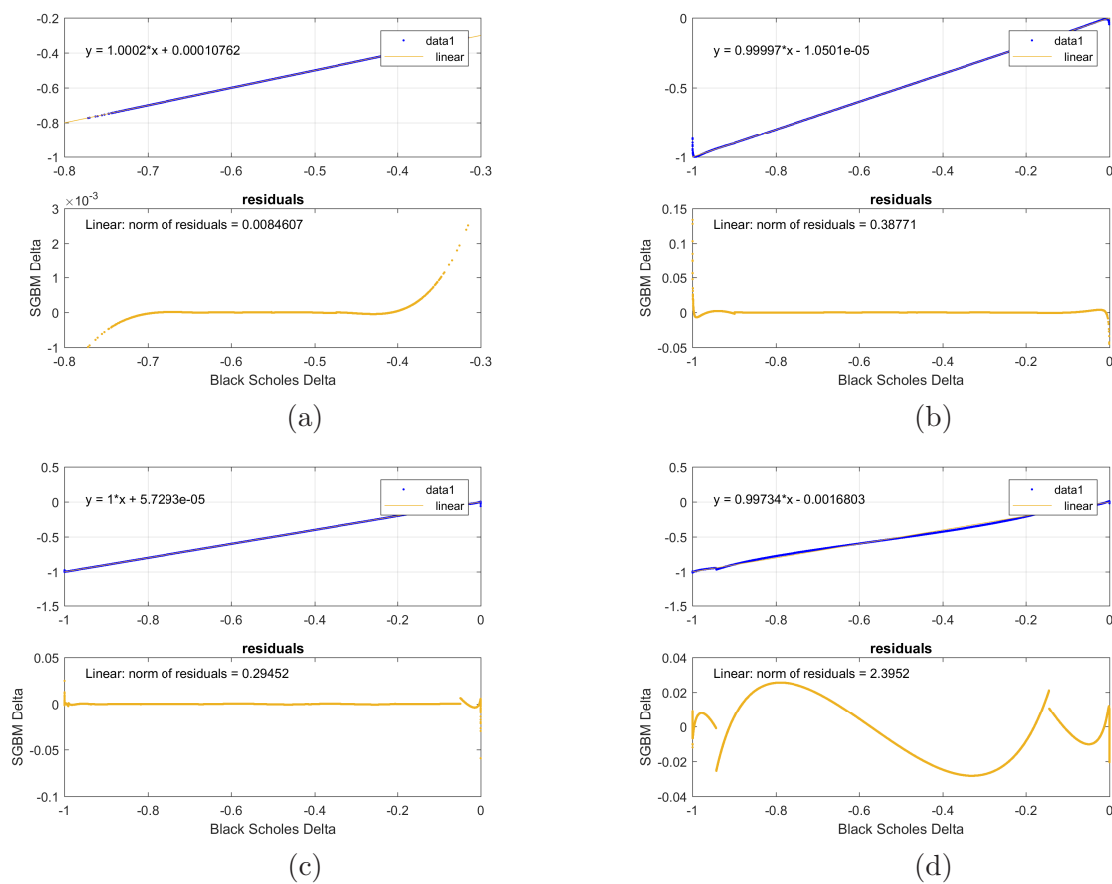 -0.2
-0.4
-0.6
-0.8
-1
y = 1.0002*x + 0.00010762
data1
linear
-0.8 -0.7 -0.6 -0.5 -0.4 -0.3
×10^-3
residuals
3
2
1
0
-1
Linear: norm of residuals = 0.0084607
SGBM Delta
-0.8 -0.7 -0.6 -0.5 -0.4 -0.3
Black Scholes Delta
(a)
0
-0.5
-1
y = 0.99997*x - 1.0501e-05
data1
linear
-1 -0.8 -0.6 -0.4 -0.2 0
residuals
0.15
0.1
0.05
0
-0.05
Linear: norm of residuals = 0.38771
SGBM Delta
-1 -0.8 -0.6 -0.4 -0.2 0
Black Scholes Delta
(b)
0.5
0
-0.5
-1
-1.5
y = 1*x + 5.7293e-05
data1
linear
-1 -0.8 -0.6 -0.4 -0.2 0
residuals
0.05
0
-0.05
-0.1
Linear: norm of residuals = 0.29452
SGBM Delta
-1 -0.8 -0.6 -0.4 -0.2 0
Black Scholes Delta
(c)
0.5
0
-0.5
-1
-1.5
y = 0.99734*x - 0.0016803
data1
linear
-1 -0.8 -0.6 -0.4 -0.2 0
residuals
0.04
0.02
0
-0.02
-0.04
Linear: norm of residuals = 2.3952
SGBM Delta
-1 -0.8 -0.6 -0.4 -0.2 0
Black Scholes Delta
(d)